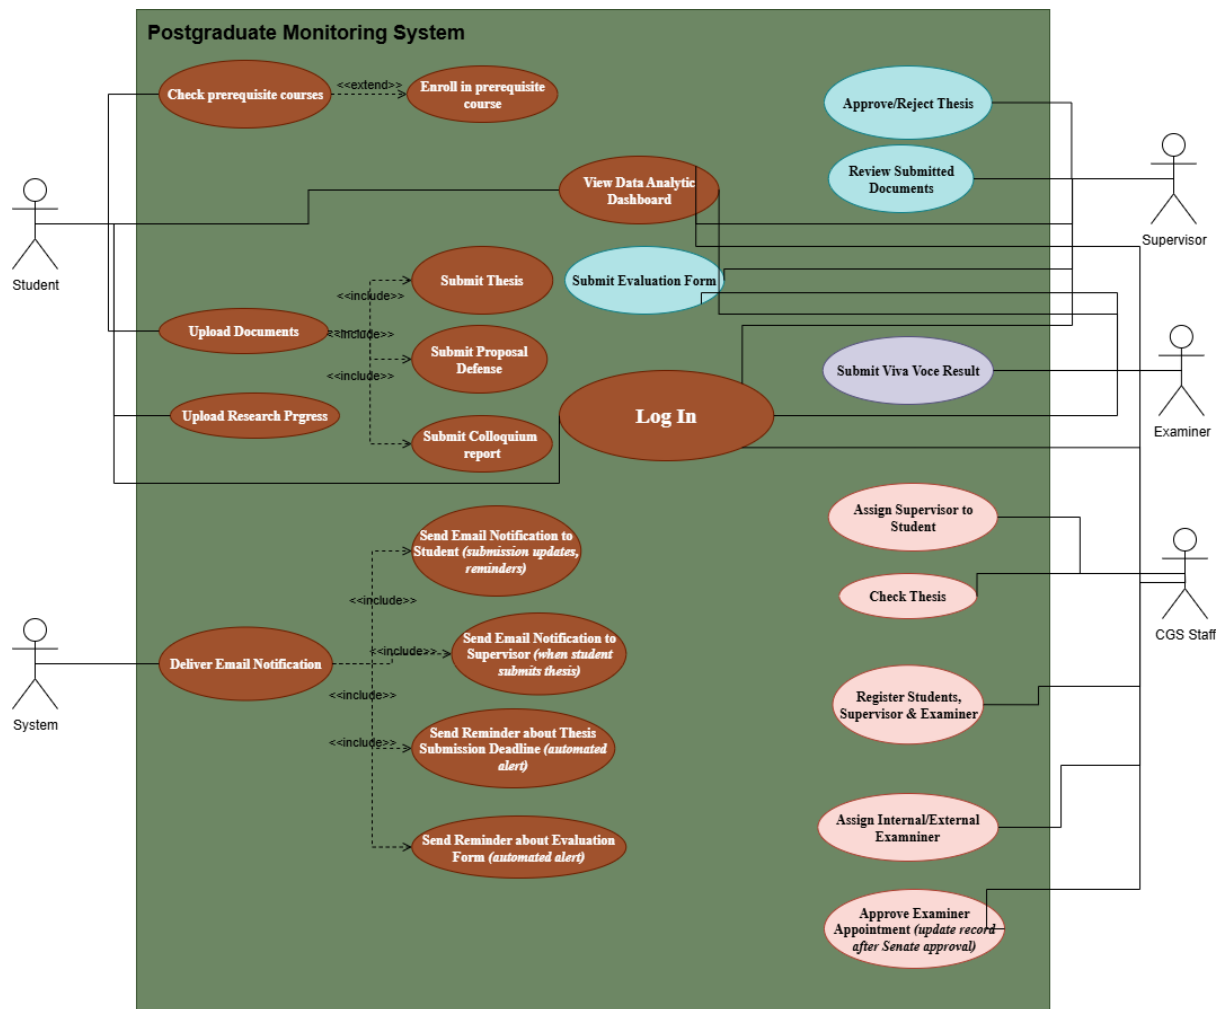 Postgraduate Monitoring System
Check prerequisite courses
<<extend>>
Enroll in prerequisite
course
Approve/Reject Thesis
Review Submitted
Documents
Supervisor
View Data Analytic
Dashboard
Student
Submit Thesis
<<include>>
Submit Evaluation Form
Upload Documents
<<include>>
Submit Proposal
Defense
<<include>>
Submit Viva Voce Result
Examiner
Upload Research Prgress
Log In
Submit Colloquium
report
Assign Supervisor to
Student
Send Email Notification to
Student (submission updates,
reminders)
<<include>>
Check Thesis
CGS Staff
Deliver Email Notification
System
<<include>>
Send Email Notification to
Supervisor (when student
submits thesis)
<<include>>
Register Students,
Supervisor & Examiner
<<include>>
Send Reminder about Thesis
Submission Deadline (automated
alert)
Assign Internal/External
Examniner
Send Reminder about Evaluation
Form (automated alert)
Approve Examiner
Appointment (update record
after Senate approval)